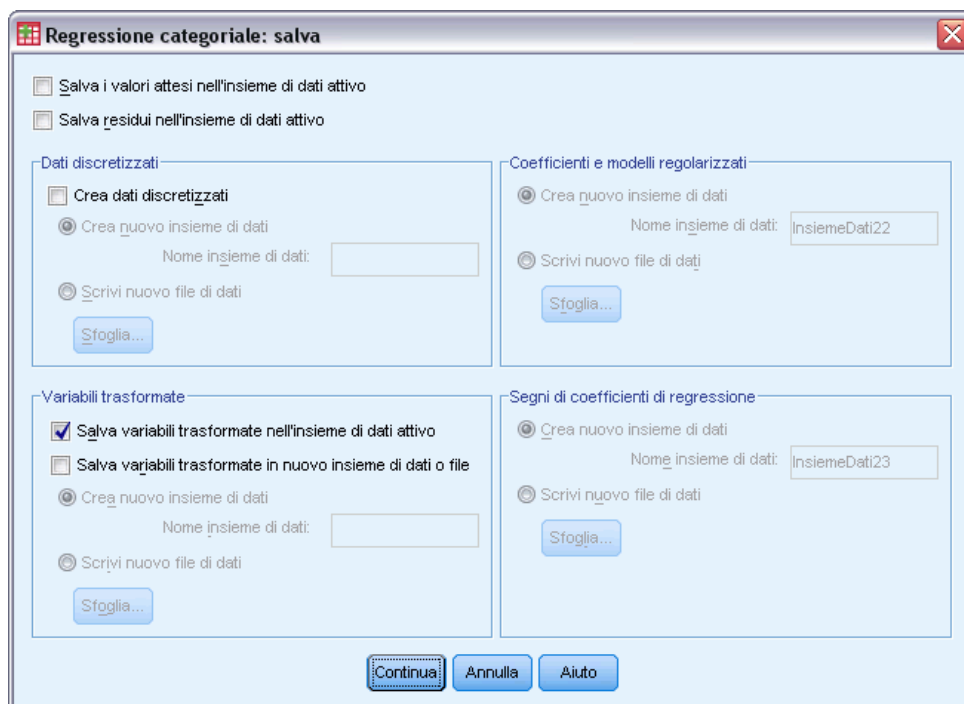 Regressione categoriale: salva
Salva i valori attesi nell'insieme di dati attivo
Salva residui nell'insieme di dati attivo
Dati discretizzati
Crea dati discretizzati
Crea nuovo insieme di dati
Nome insieme di dati:
Scrivi nuovo file di dati
Sfoglia...
Coefficienti e modelli regolarizzati
Crea nuovo insieme di dati
Nome insieme di dati: InsiemeDati22
Scrivi nuovo file di dati
Sfoglia...
Variabili trasformate
Salva variabili trasformate nell'insieme di dati attivo
Salva variabili trasformate in nuovo insieme di dati o file
Crea nuovo insieme di dati
Nome insieme di dati:
Scrivi nuovo file di dati
Sfoglia...
Segni di coefficienti di regressione
Crea nuovo insieme di dati
Nome insieme di dati: InsiemeDati23
Scrivi nuovo file di dati
Sfoglia...
Continua Annulla Aiuto